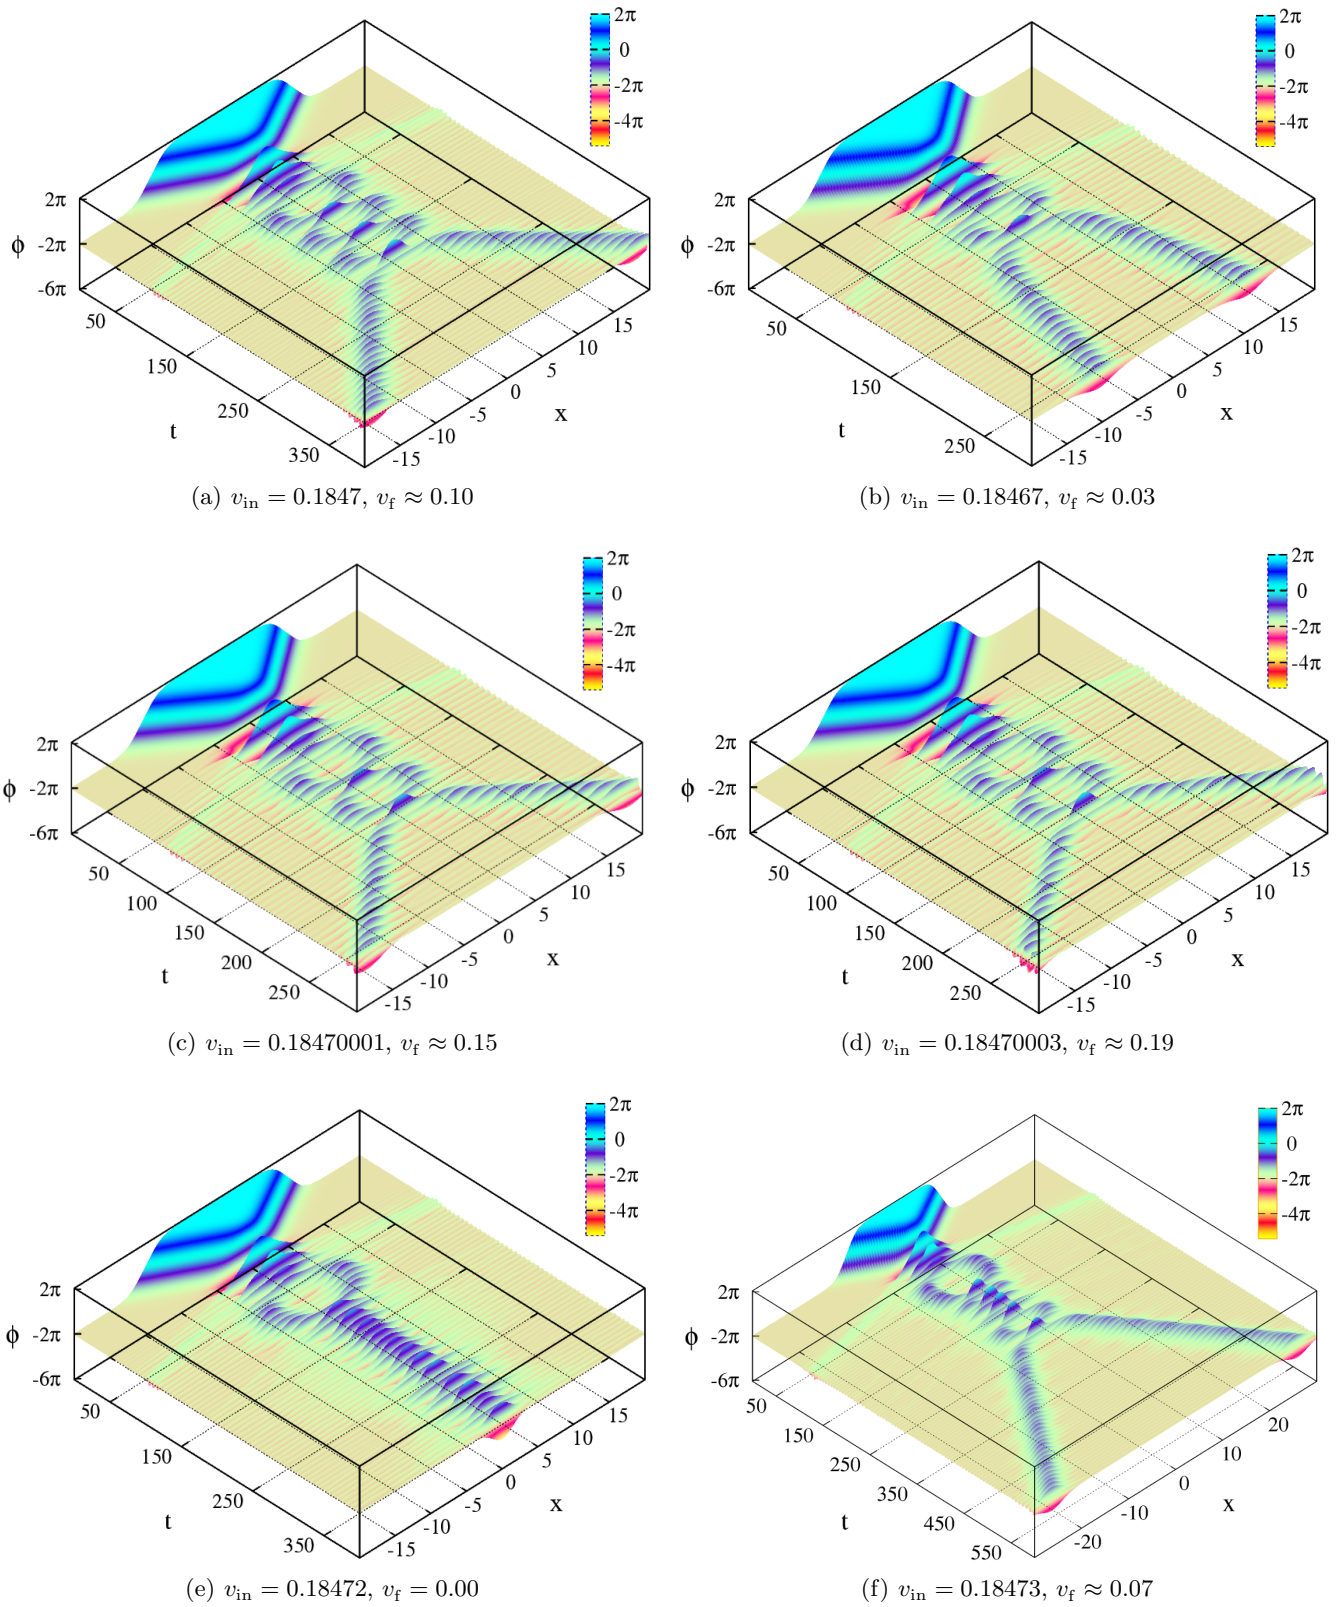 2π
0
-2π
-4π
2π
ϕ -2π
-6π
50
150
250
350
t
-15
-10
-5
0
5
10
15
x
(a) v_in = 0.1847, v_f ≈ 0.10
2π
0
-2π
-4π
2π
ϕ -2π
-6π
50
150
250
t
-15
-10
-5
0
5
10
15
x
(b) v_in = 0.18467, v_f ≈ 0.03
2π
0
-2π
-4π
2π
ϕ -2π
-6π
50
100
150
200
250
t
-15
-10
-5
0
5
10
15
x
(c) v_in = 0.18470001, v_f ≈ 0.15
2π
0
-2π
-4π
2π
ϕ -2π
-6π
50
100
150
200
250
t
-15
-10
-5
0
5
10
15
x
(d) v_in = 0.18470003, v_f ≈ 0.19
2π
0
-2π
-4π
2π
ϕ -2π
-6π
50
150
250
350
t
-15
-10
-5
0
5
10
15
x
(e) v_in = 0.18472, v_f = 0.00
2π
0
-2π
-4π
2π
ϕ -2π
-6π
50
150
250
350
450
550
t
-20
-10
0
10
20
x
(f) v_in = 0.18473, v_f ≈ 0.07